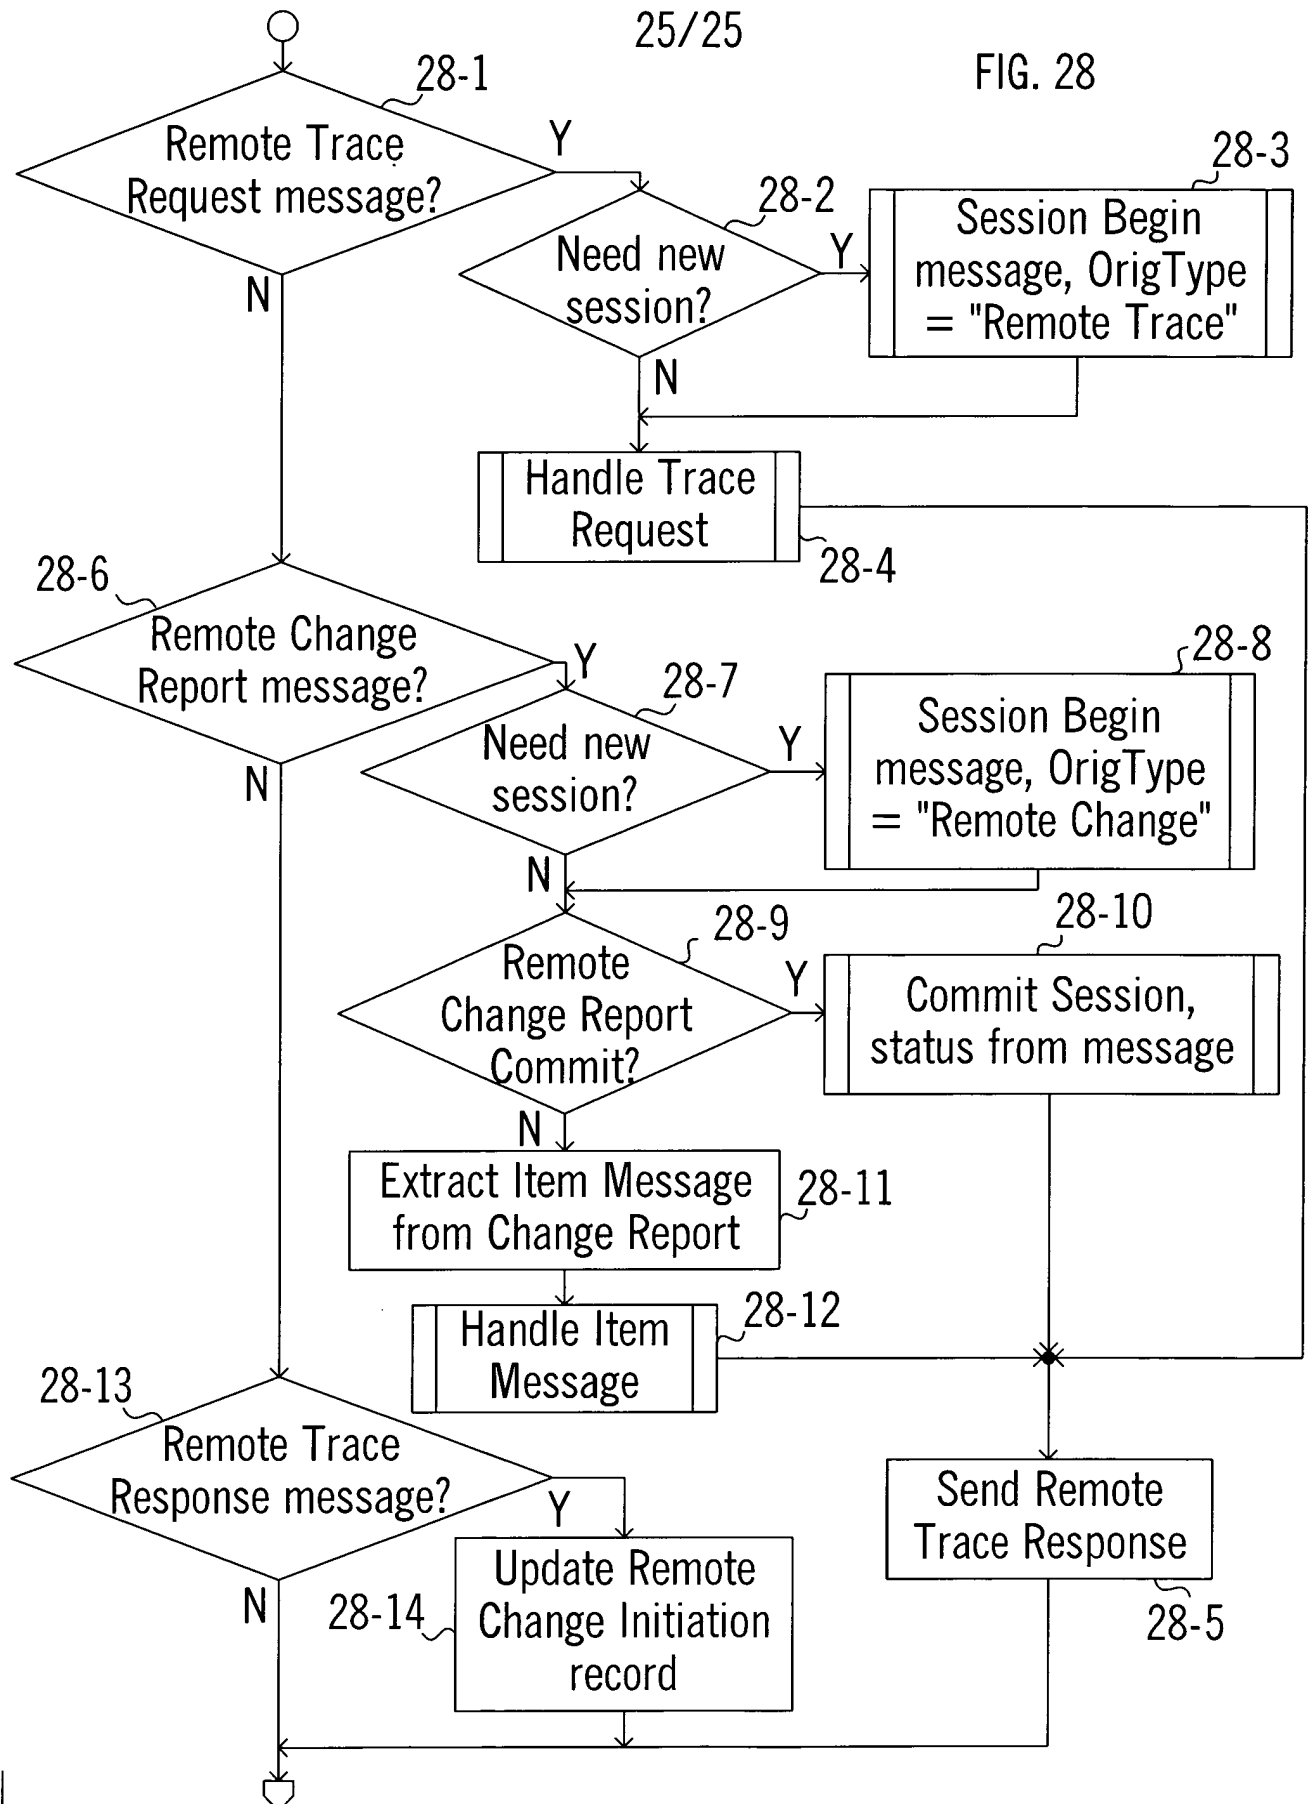 25/25
FIG. 28
28-1
Remote Trace
Request message?
Y
N
28-2
Need new
session?
Y
N
28-3
Session Begin
message, OrigType
= "Remote Trace"
Handle Trace
Request
28-4
28-6
Remote Change
Report message?
Y
N
28-7
Need new
session?
Y
N
28-8
Session Begin
message, OrigType
= "Remote Change"
28-9
Remote
Change Report
Commit?
Y
N
28-10
Commit Session,
status from message
Extract Item Message
from Change Report
28-11
Handle Item
Message
28-12
28-13
Remote Trace
Response message?
Y
N
Update Remote
Change Initiation
record
28-14
Send Remote
Trace Response
28-5